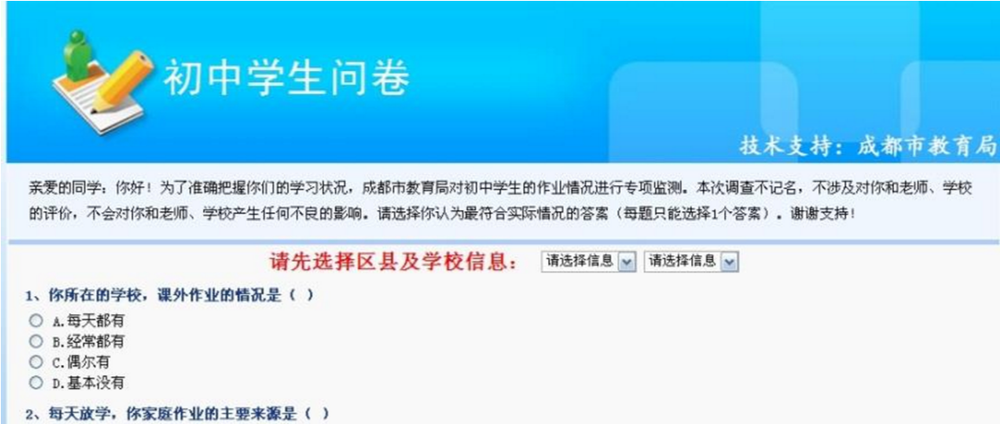 初中学生问卷
技术支持：成都市教育局
亲爱的同学：你好！为了准确把握你们的学习状况，成都市教育局对初中学生的作业情况进行专项监测。本次调查不记名，不涉及对你和老师、学校
的评价，不会对你和老师、学校产生任何不良的影响。请选择你认为最符合实际情况的答案（每题只能选择1个答案）。谢谢支持！
请先选择区县及学校信息： 请选择信息 请选择信息
1、你所在的学校，课外作业的情况是（ ）
A.每天都有
B.经常都有
C.偶尔有
D.基本没有
2、每天放学，你家庭作业的主要来源是（ ）